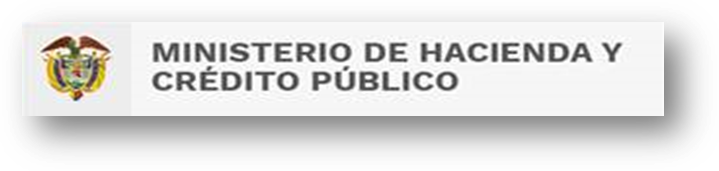 MINISTERIO DE HACIENDA Y
CRÉDITO PÚBLICO